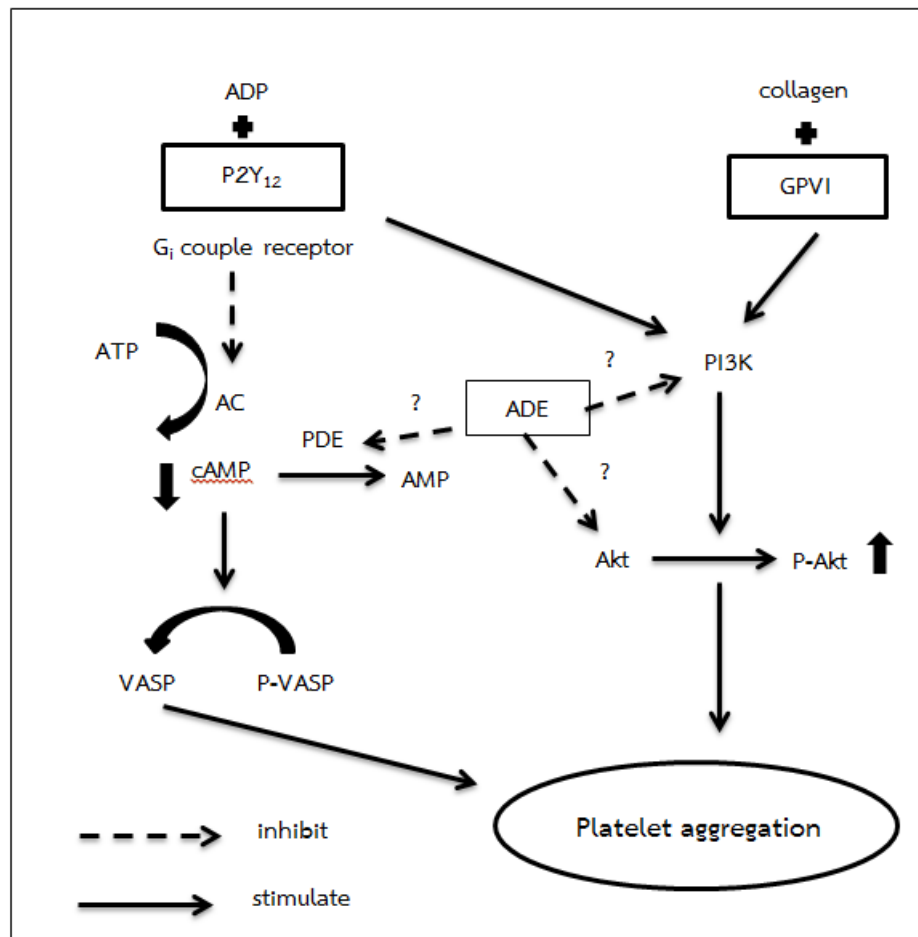 ADP
collagen
P2Y₁₂
GPVI
Gᵢ couple receptor
ATP
AC
PI3K
?
?
ADE
PDE
?
cAMP
AMP
Akt
P-Akt
VASP
P-VASP
Platelet aggregation
inhibit
stimulate